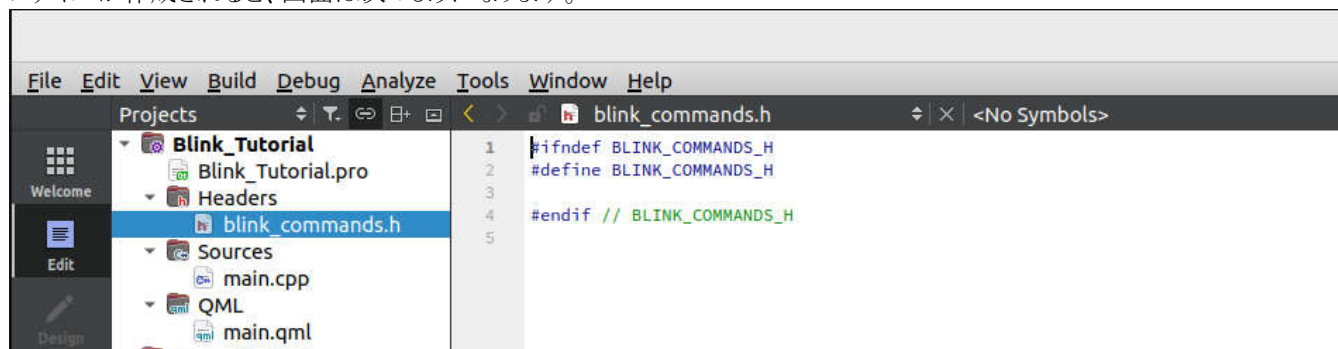 File Edit View Build Debug Analyze Tools Window Help
Projects blink_commands.h <No Symbols>
Blink_Tutorial
Blink_Tutorial.pro
Headers
blink_commands.h
Sources
main.cpp
QML
main.qml
Welcome
Edit
Design
1 #ifndef BLINK_COMMANDS_H
2 #define BLINK_COMMANDS_H
3
4 #endif // BLINK_COMMANDS_H
5